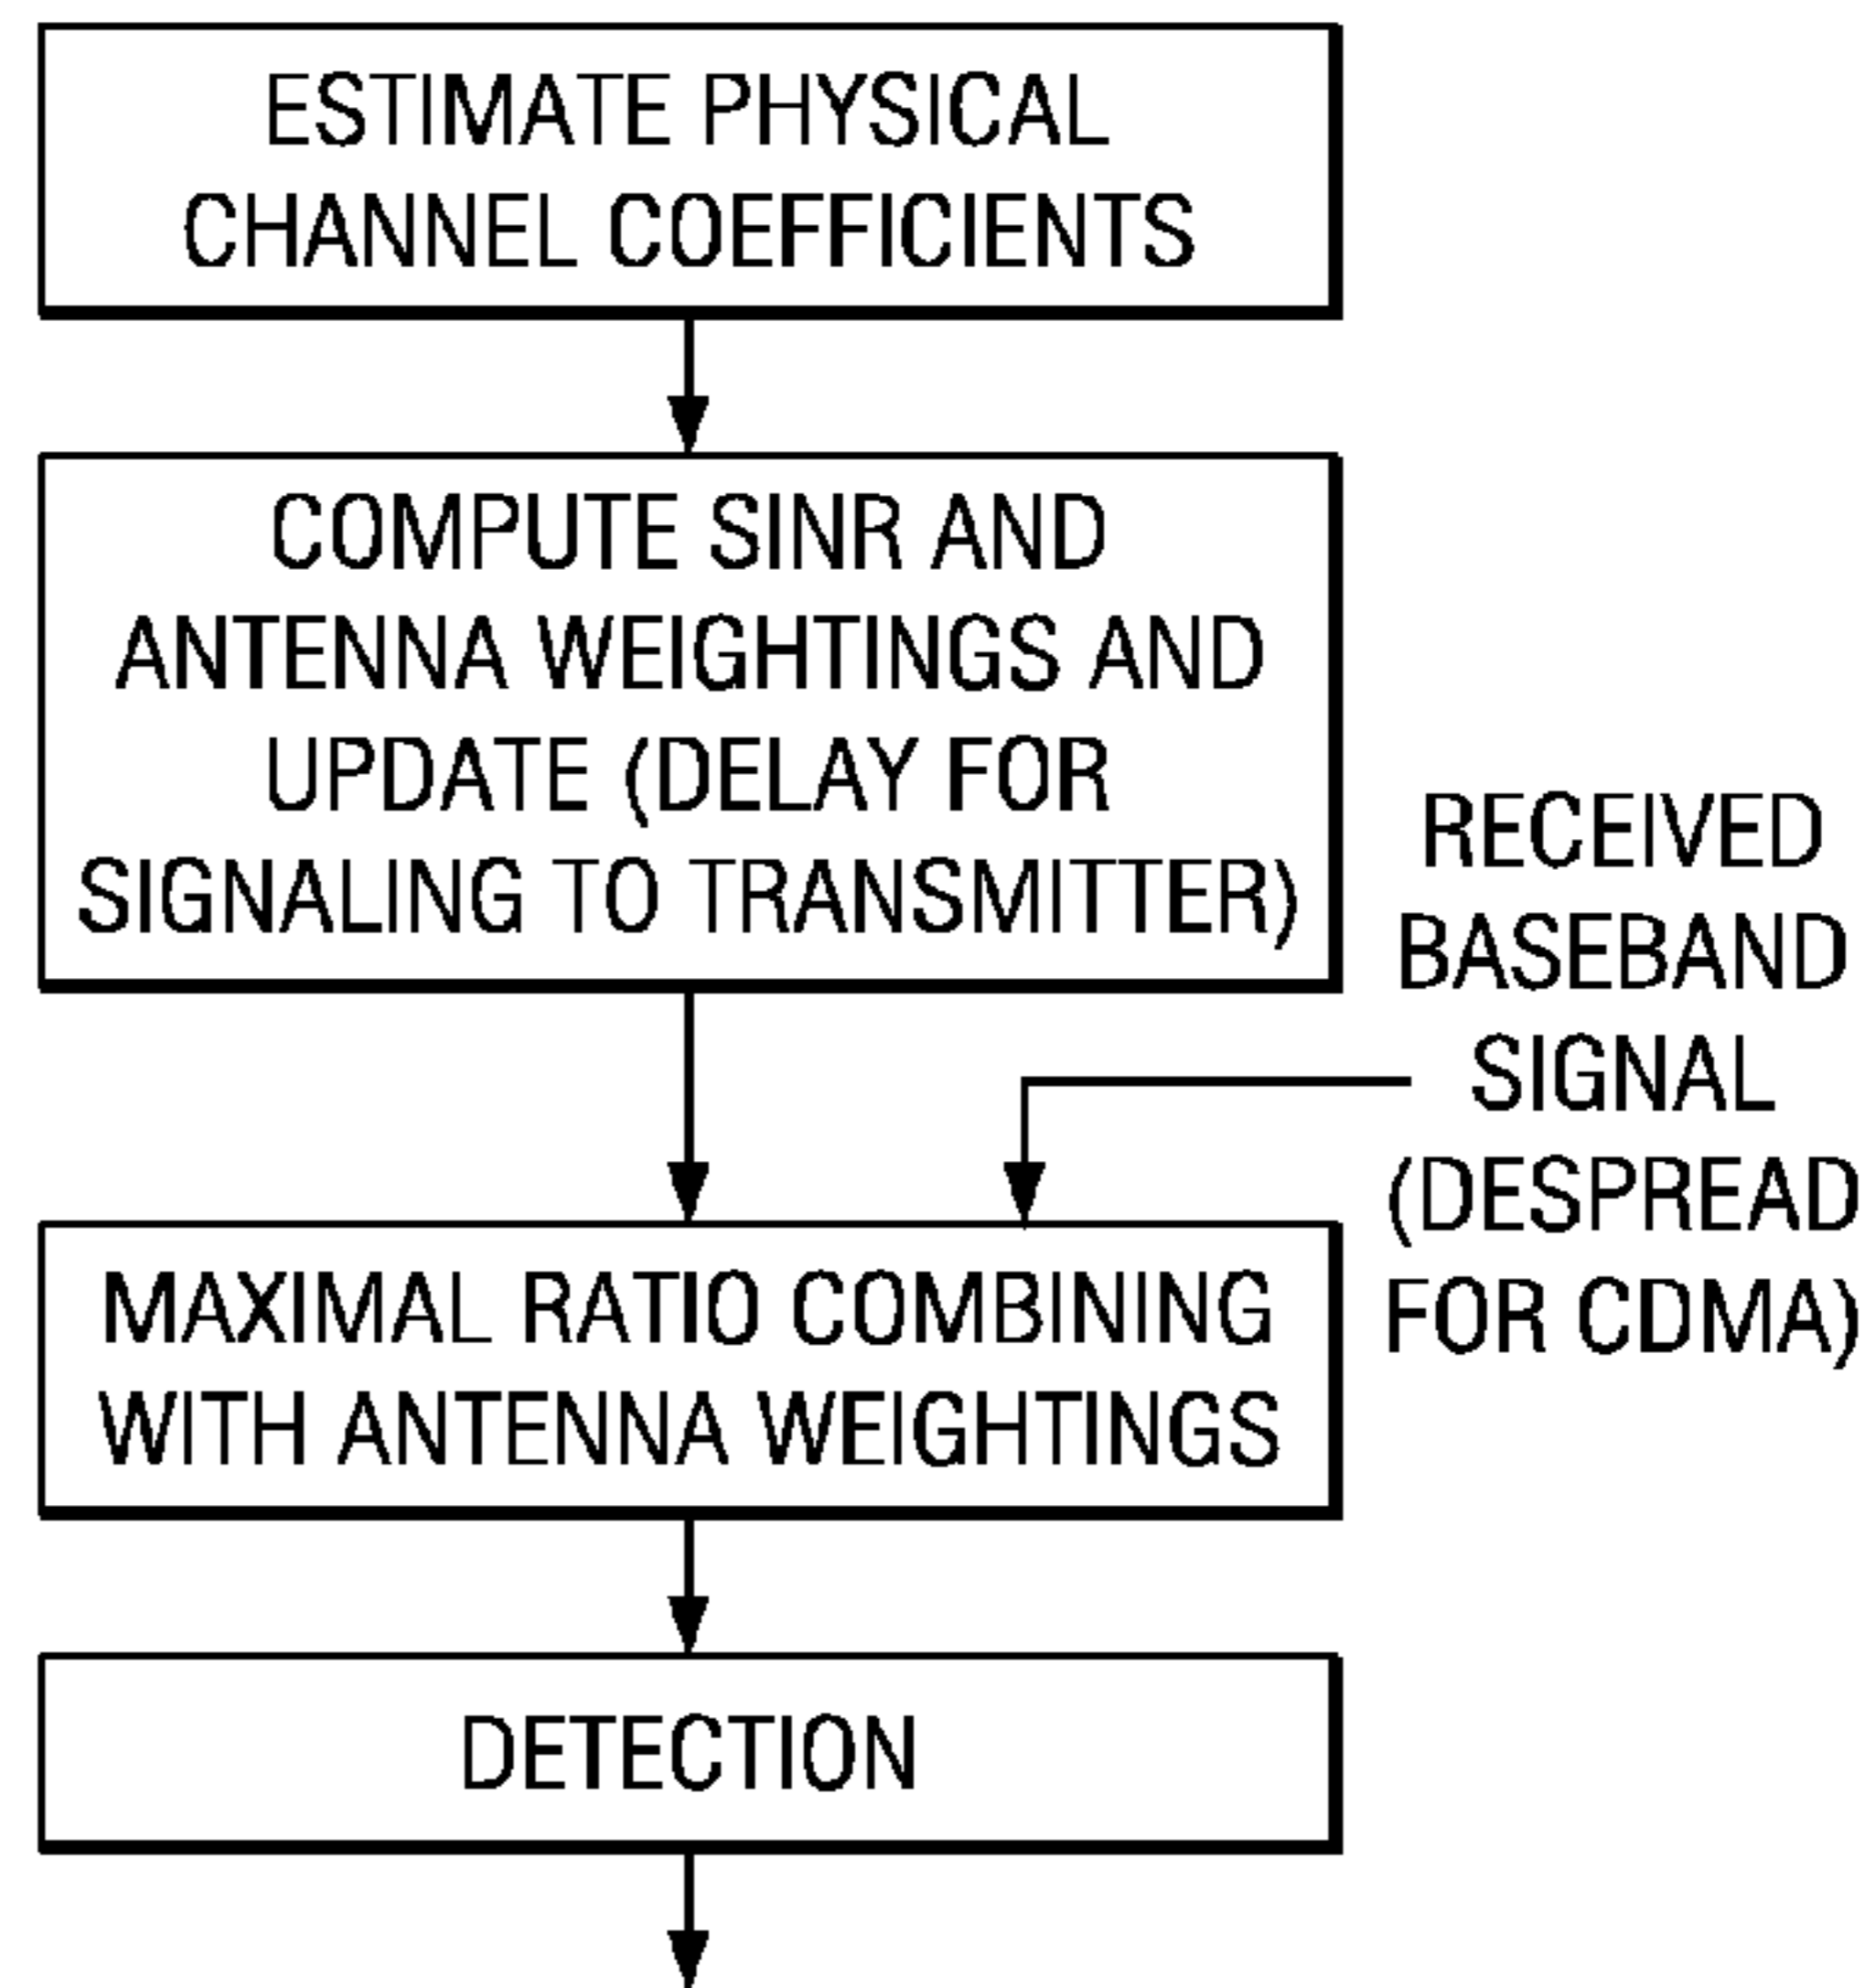 ESTIMATE PHYSICAL
CHANNEL COEFFICIENTS
COMPUTE SINR AND
ANTENNA WEIGHTINGS AND
UPDATE (DELAY FOR
SIGNALING TO TRANSMITTER)
RECEIVED
BASEBAND
SIGNAL
(DESPREAD
FOR CDMA)
MAXIMAL RATIO COMBINING
WITH ANTENNA WEIGHTINGS
DETECTION